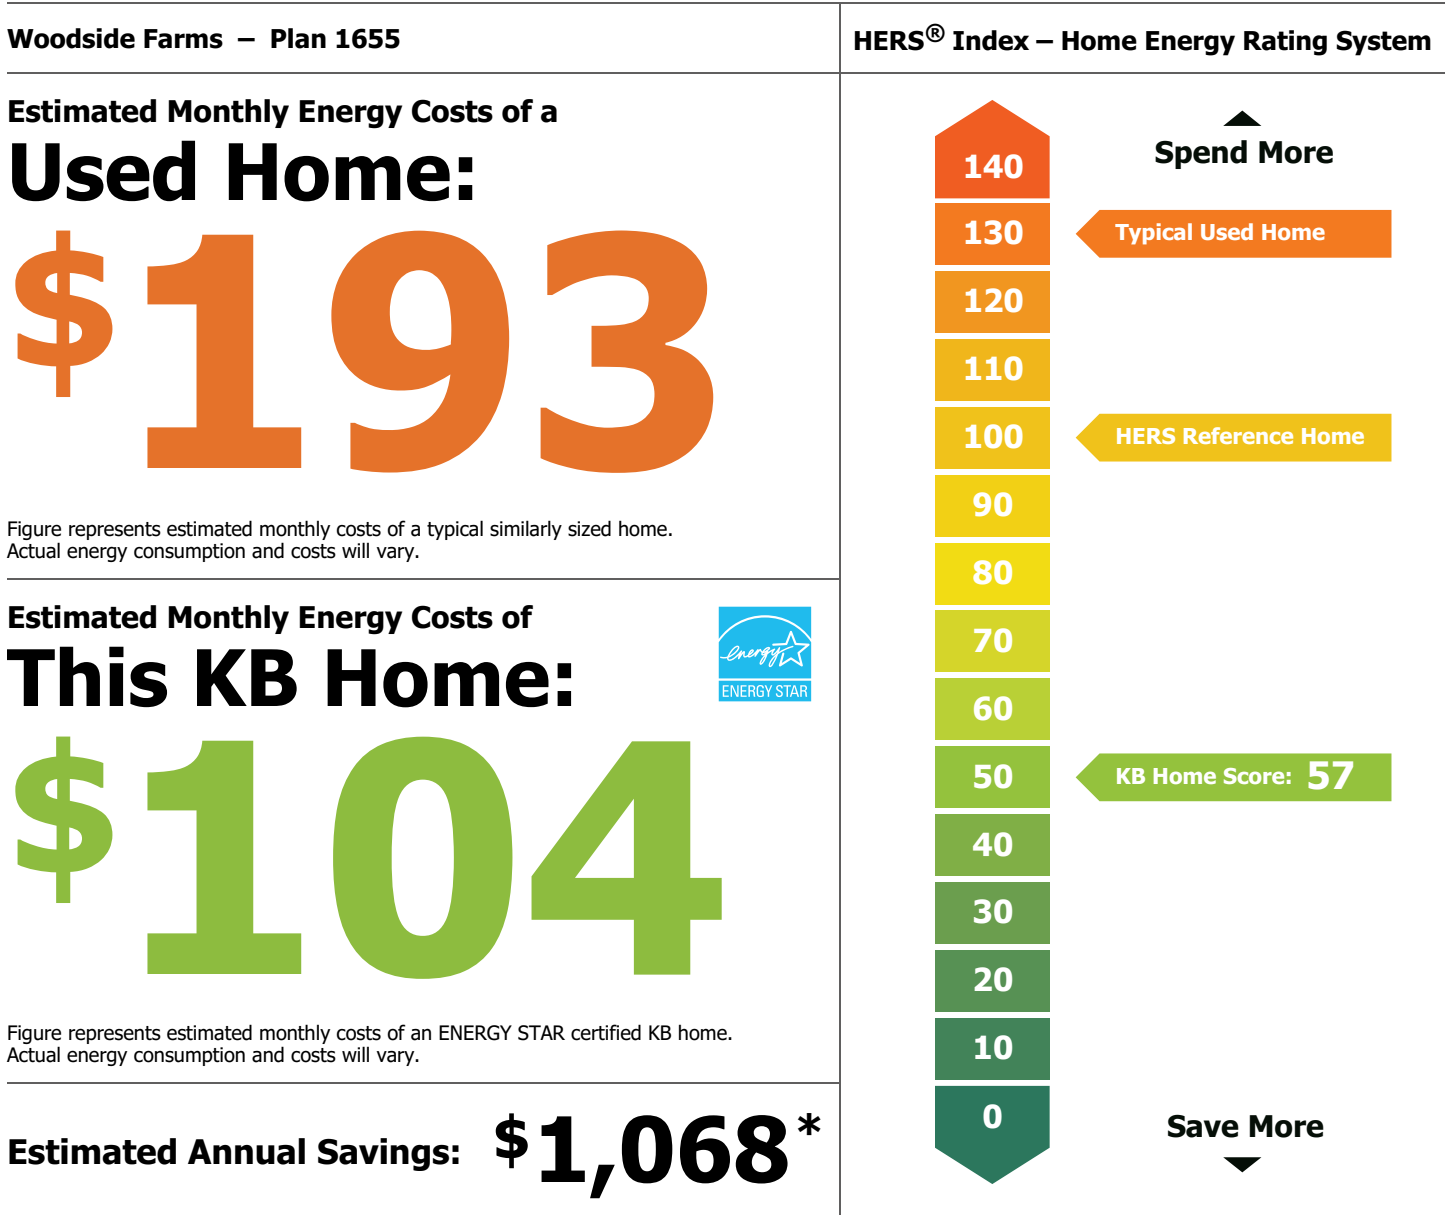 Woodside Farms – Plan 1655
Estimated Monthly Energy Costs of a
Used Home:
$193
Figure represents estimated monthly costs of a typical similarly sized home.
Actual energy consumption and costs will vary.
Estimated Monthly Energy Costs of
This KB Home:
energy
ENERGY STAR
$104
Figure represents estimated monthly costs of an ENERGY STAR certified KB home.
Actual energy consumption and costs will vary.
Estimated Annual Savings: $1,068*
HERS® Index – Home Energy Rating System
Spend More
140
130 Typical Used Home
120
110
100 HERS Reference Home
90
80
70
60
50 KB Home Score: 57
40
30
20
10
0
Save More